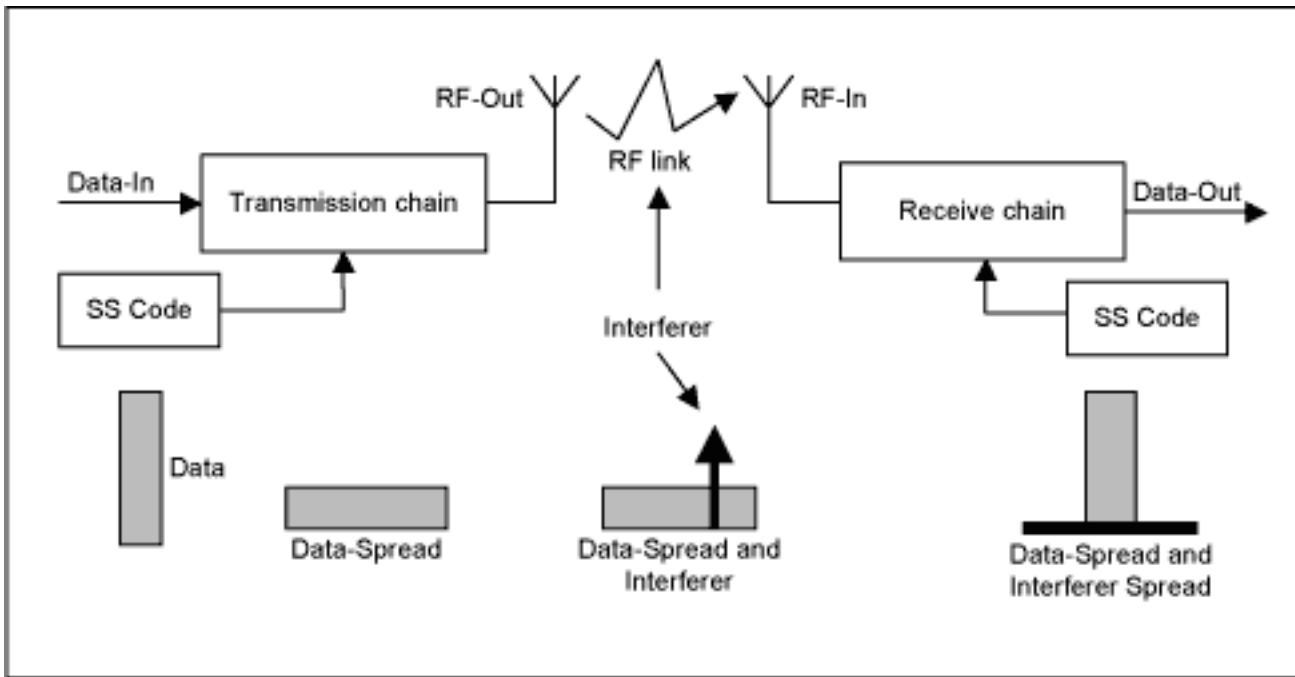 RF-Out
RF-In
RF link
Data-In
Transmission chain
Receive chain
Data-Out
SS Code
SS Code
Interferer
Data
Data-Spread
Data-Spread and
Interferer
Data-Spread and
Interferer Spread